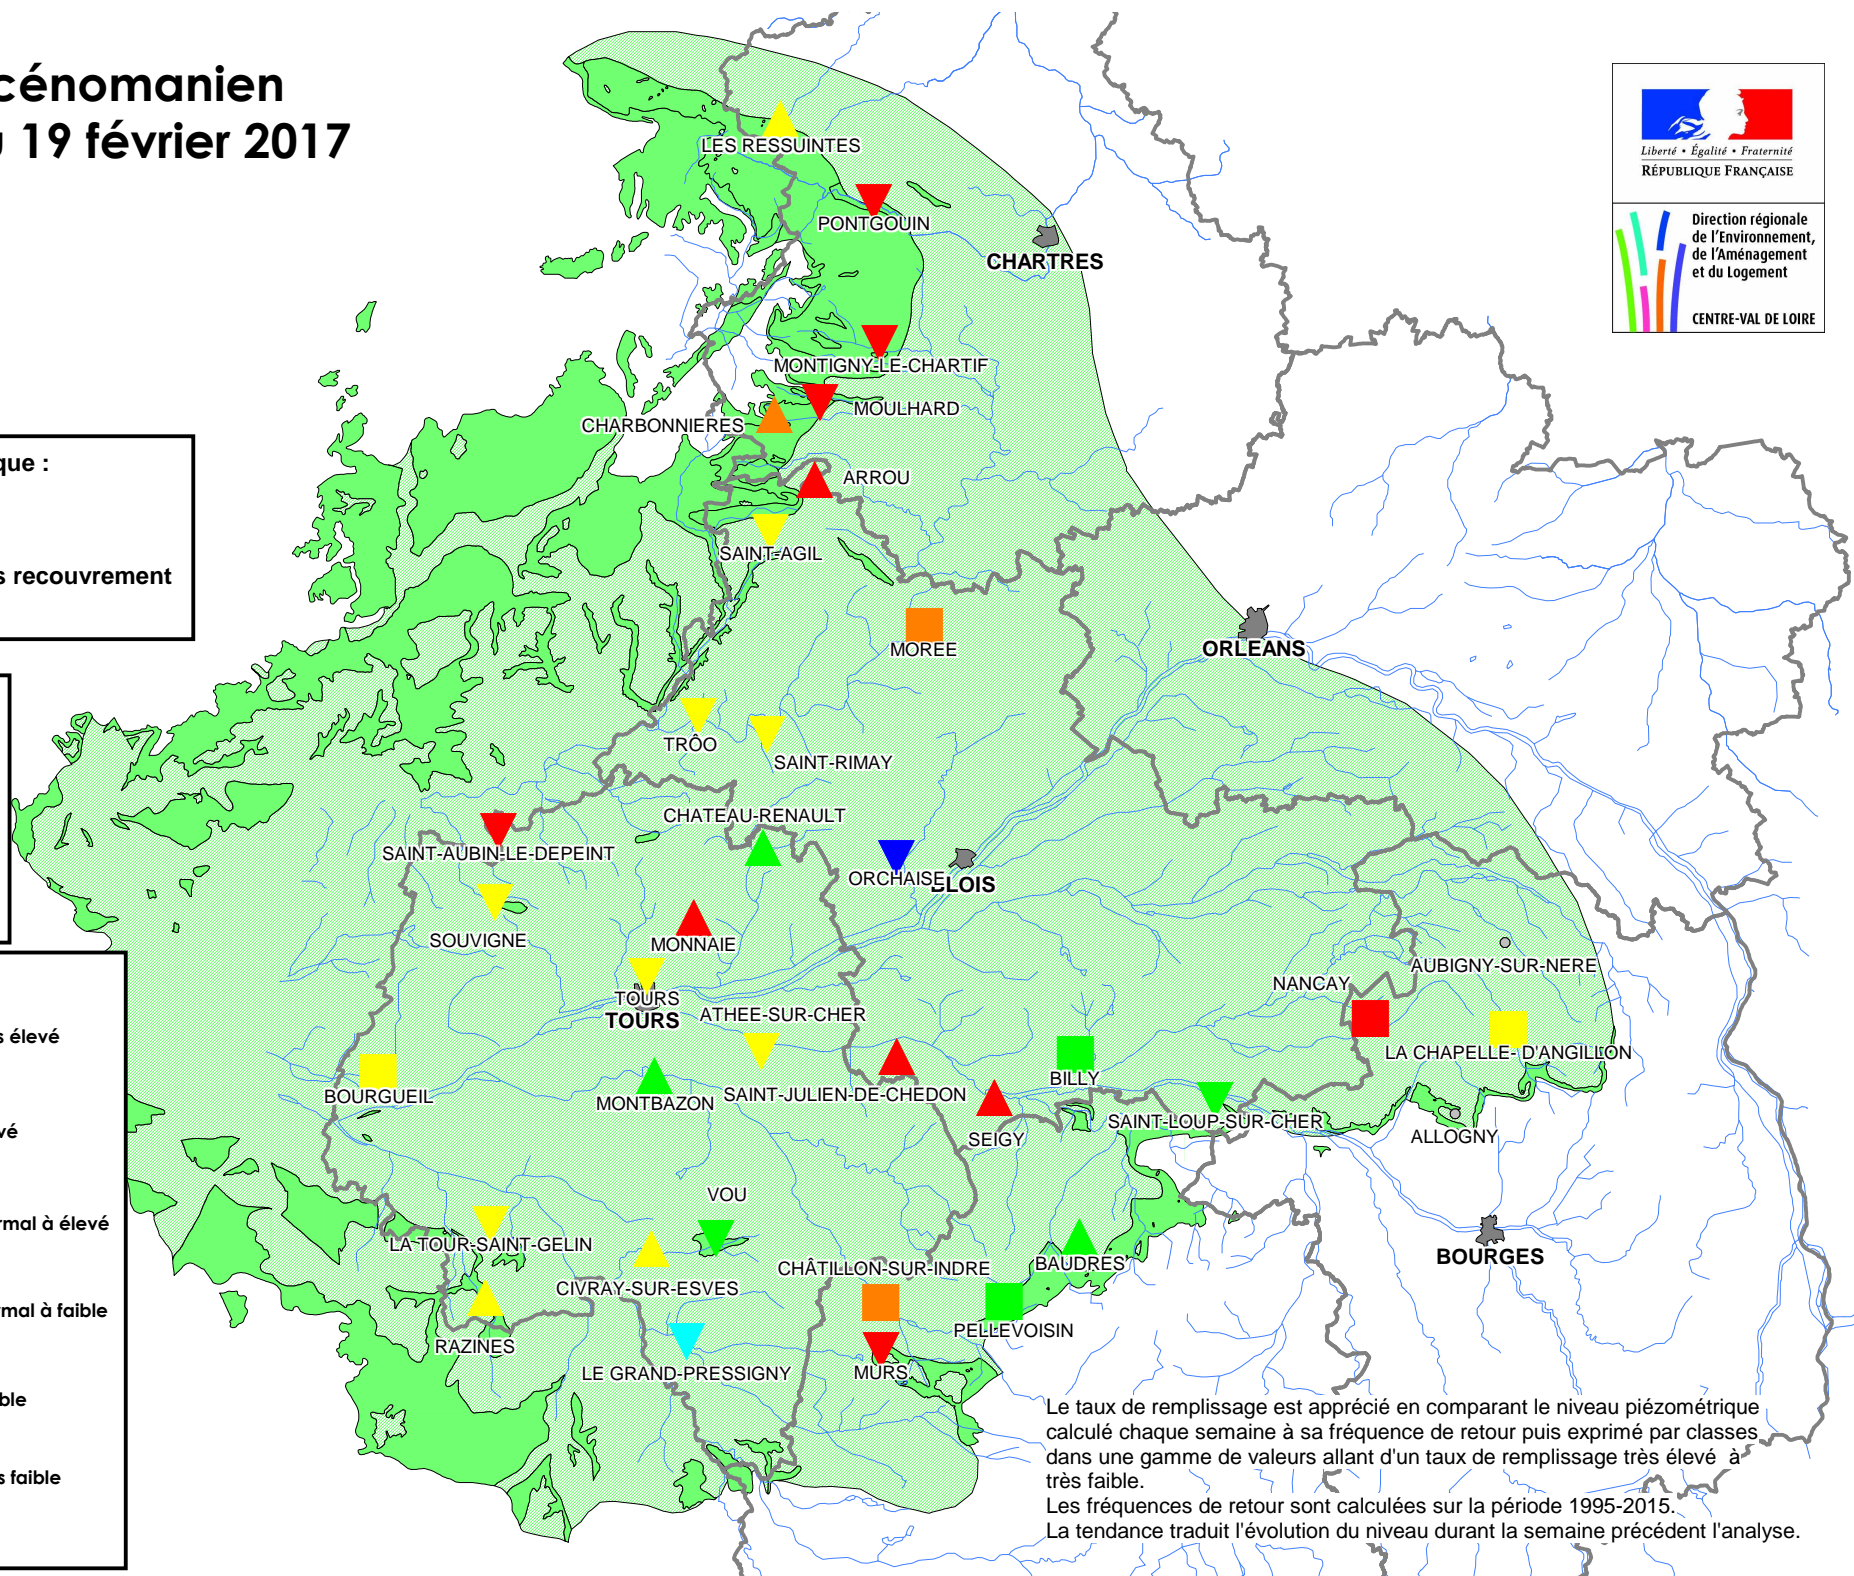 cénomanien
19 février 2017
Liberté • Égalité • Fraternité
RÉPUBLIQUE FRANÇAISE
Direction régionale
de l'Environnement,
de l'Aménagement
et du Logement
CENTRE-VAL DE LOIRE
LES RESSUINTES
PONTGOUIN
CHARTRES
MONTIGNY-LE-CHARTIF
MOULHARD
CHARBONNIERES
que :
ARROU
SAINT-AGIL
s recouvrement
MOREE
ORLEANS
TRÔO
SAINT-RIMAY
CHATEAU-RENAULT
SAINT-AUBIN-LE-DEPEINT
ORCHAISE
BLOIS
SOUVIGNE
MONNAIE
AUBIGNY-SUR-NERE
NANCAY
TOURS
ATHEE-SUR-CHER
TOURS
s élevé
LA CHAPELLE- D'ANGILLON
BILLY
BOURGUEIL
MONTBAZON
SAINT-JULIEN-DE-CHEDON
SAINT-LOUP-SUR-CHER
vé
SEIGY
ALLOGNY
VOU
rmal à élevé
LA TOUR-SAINT-GELIN
BOURGES
BAUDRES
CHÂTILLON-SUR-INDRE
CIVRAY-SUR-ESVES
rmal à faible
PELLEVOISIN
RAZINES
LE GRAND-PRESSIGNY
MURS
ble
s faible
Le taux de remplissage est apprécié en comparant le niveau piézométrique
calculé chaque semaine à sa fréquence de retour puis exprimé par classes
dans une gamme de valeurs allant d'un taux de remplissage très élevé à
très faible.
Les fréquences de retour sont calculées sur la période 1995-2015.
La tendance traduit l'évolution du niveau durant la semaine précédent l'analyse.